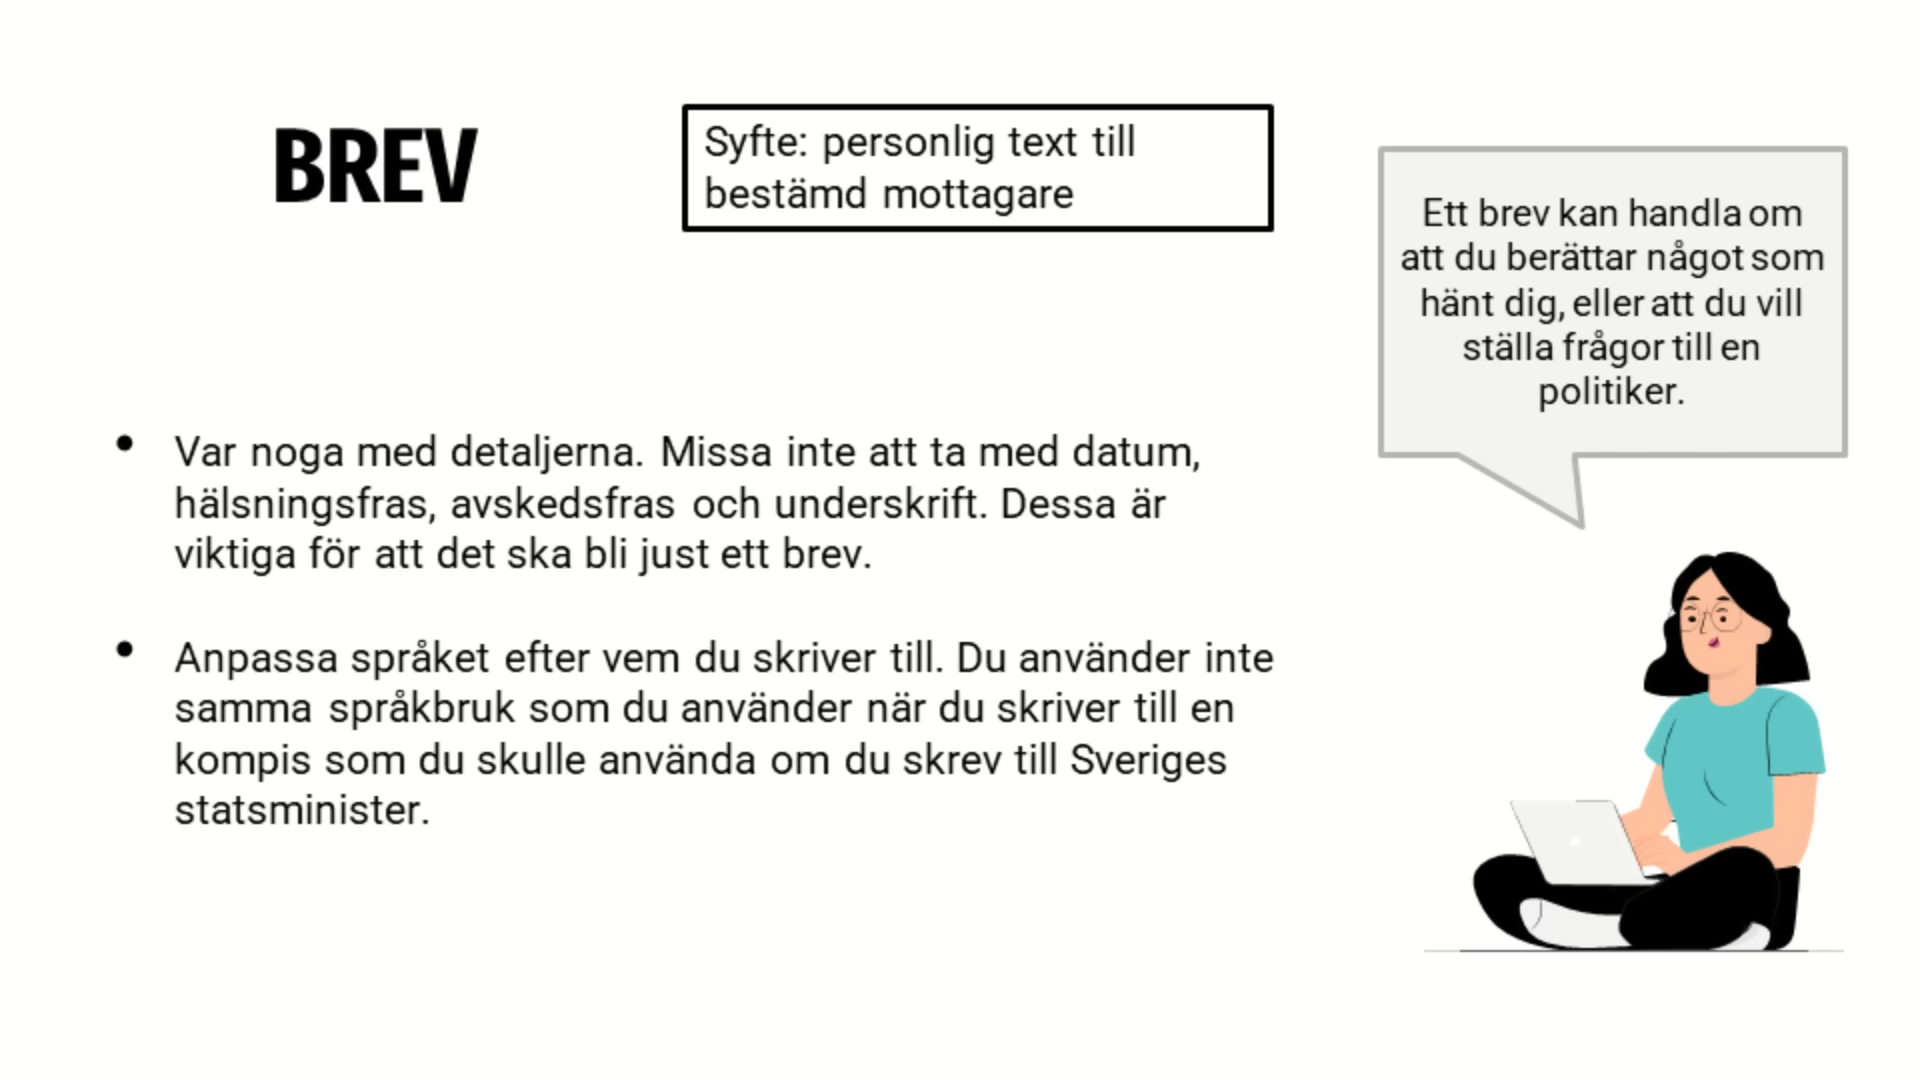 BREV
Syfte: personlig text till
bestämd mottagare
Ett brev kan handla om
att du berättar något som
hänt dig, eller att du vill
ställa frågor till en
politiker.
• Var noga med detaljerna. Missa inte att ta med datum,
hälsningsfras, avskedsfras och underskrift. Dessa är
viktiga för att det ska bli just ett brev.
• Anpassa språket efter vem du skriver till. Du använder inte
samma språkbruk som du använder när du skriver till en
kompis som du skulle använda om du skrev till Sveriges
statsminister.